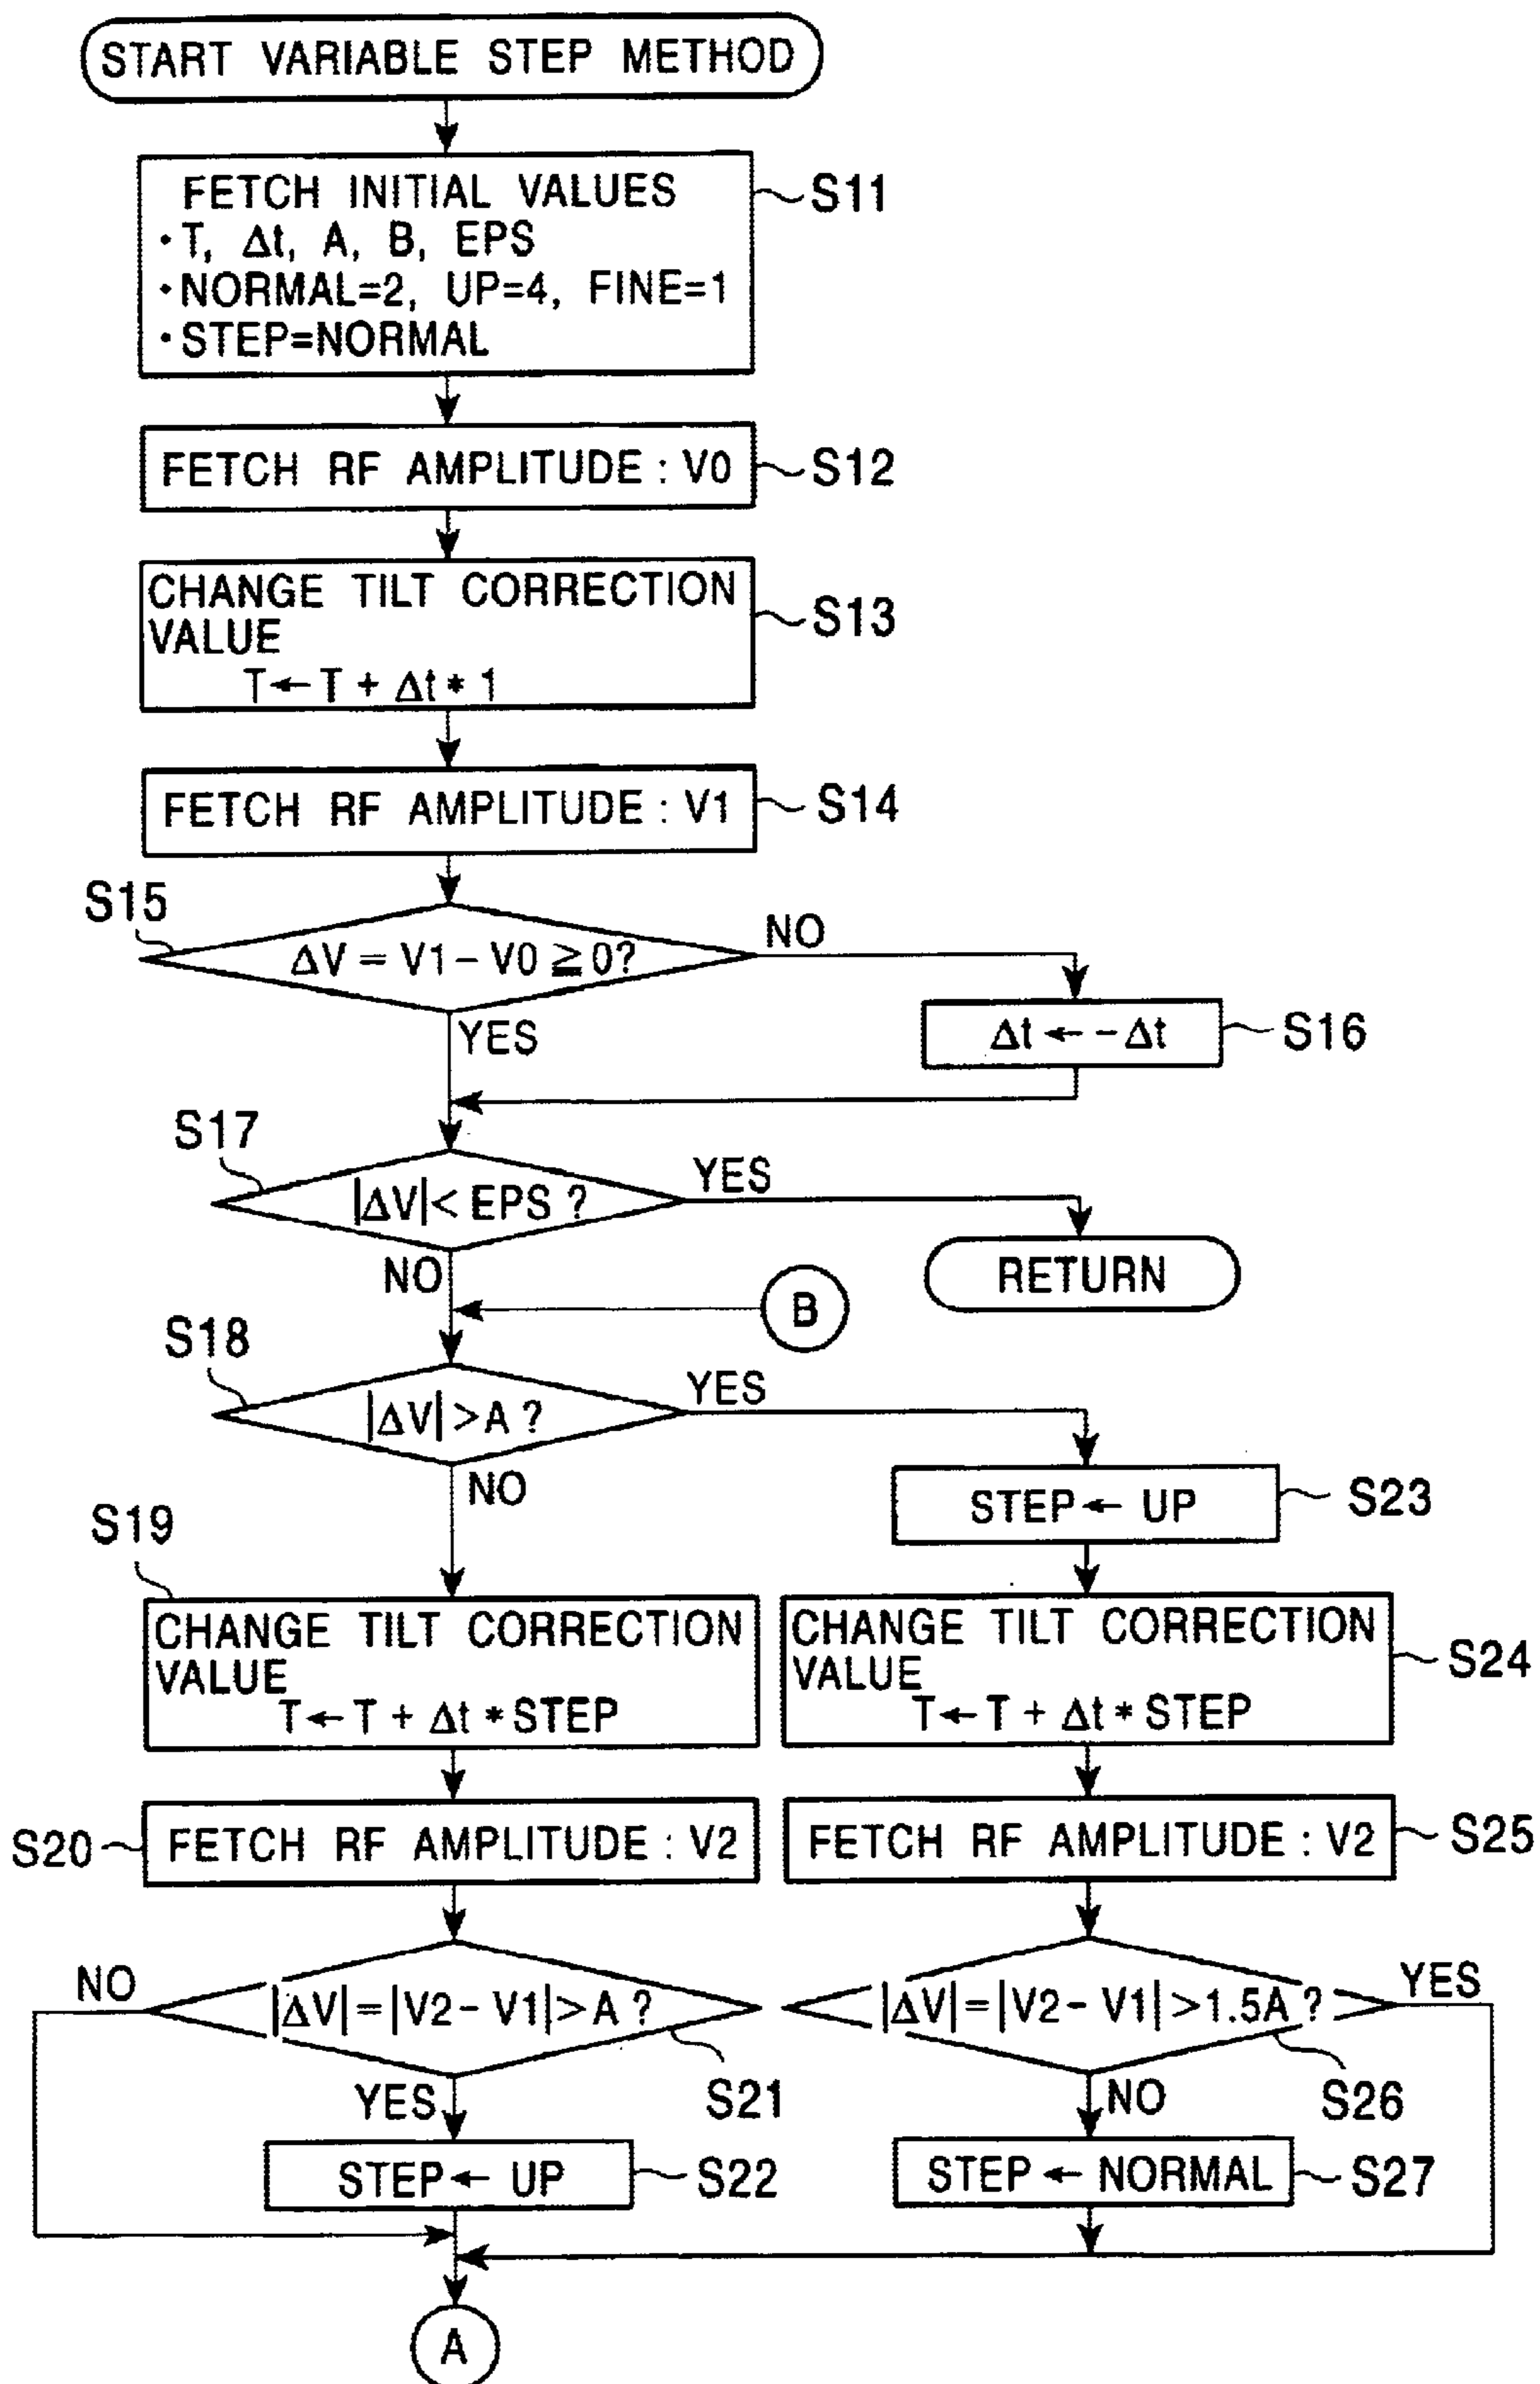 START VARIABLE STEP METHOD
FETCH INITIAL VALUES
・T, Δt, A, B, EPS
・NORMAL=2, UP=4, FINE=1
・STEP=NORMAL
S11
FETCH RF AMPLITUDE : V0
S12
CHANGE TILT CORRECTION
VALUE
T← T + Δt * 1
S13
FETCH RF AMPLITUDE : V1
S14
S15
ΔV = V1 − V0 ≧ 0?
NO
YES
Δt ← −Δt
S16
S17
|ΔV| < EPS ?
YES
NO
RETURN
B
S18
|ΔV| > A ?
YES
NO
STEP ← UP
S23
S19
CHANGE TILT CORRECTION
VALUE
T← T + Δt * STEP
CHANGE TILT CORRECTION
VALUE
T← T + Δt * STEP
S24
S20
FETCH RF AMPLITUDE : V2
FETCH RF AMPLITUDE : V2
S25
NO
|ΔV| = |V2 − V1| > A ?
S21
YES
|ΔV| = |V2 − V1| > 1.5A ?
YES
S26
NO
STEP ← UP
S22
STEP ← NORMAL
S27
A